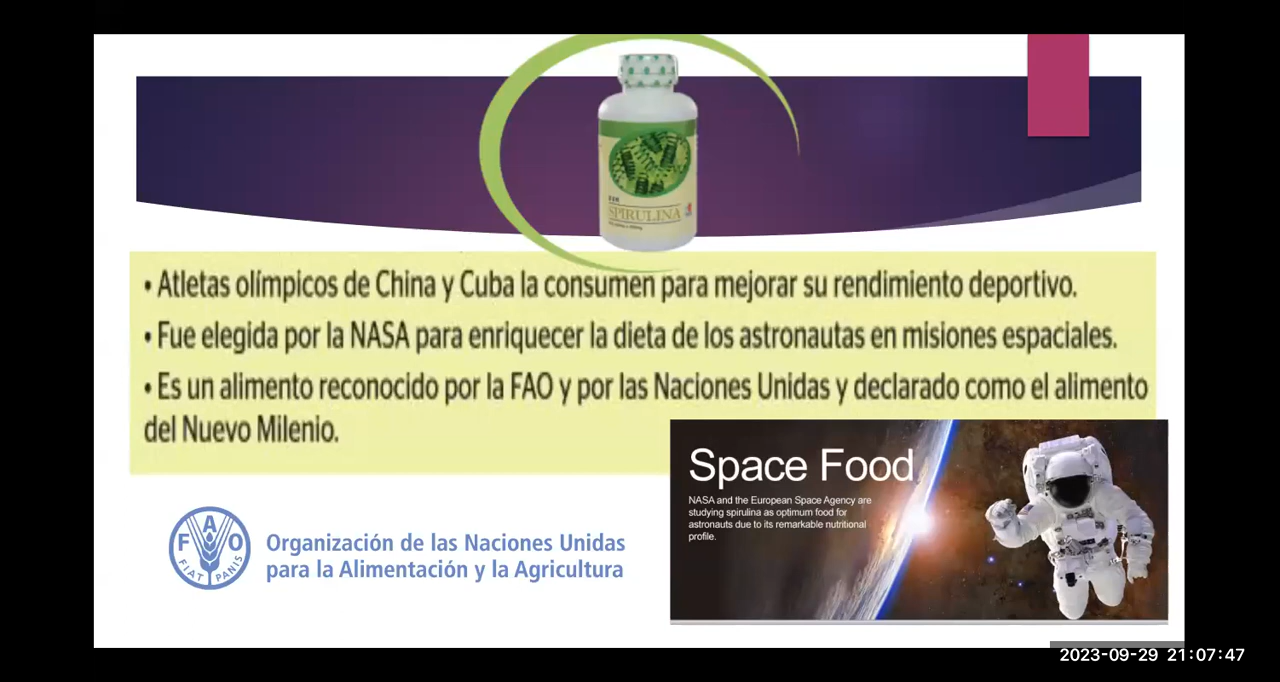 SPIRULINA
• Atletas olímpicos de China y Cuba la consumen para mejorar su rendimiento deportivo.
• Fue elegida por la NASA para enriquecer la dieta de los astronautas en misiones espaciales.
• Es un alimento reconocido por la FAO y por las Naciones Unidas y declarado como el alimento
del Nuevo Milenio.
Space Food
NASA and the European Space Agency are
studying spirulina as optimum food for
astronauts due to its remarkable nutritional
profile.
F A O
FIAT PANIS
Organización de las Naciones Unidas
para la Alimentación y la Agricultura
2023-09-29 21:07:47